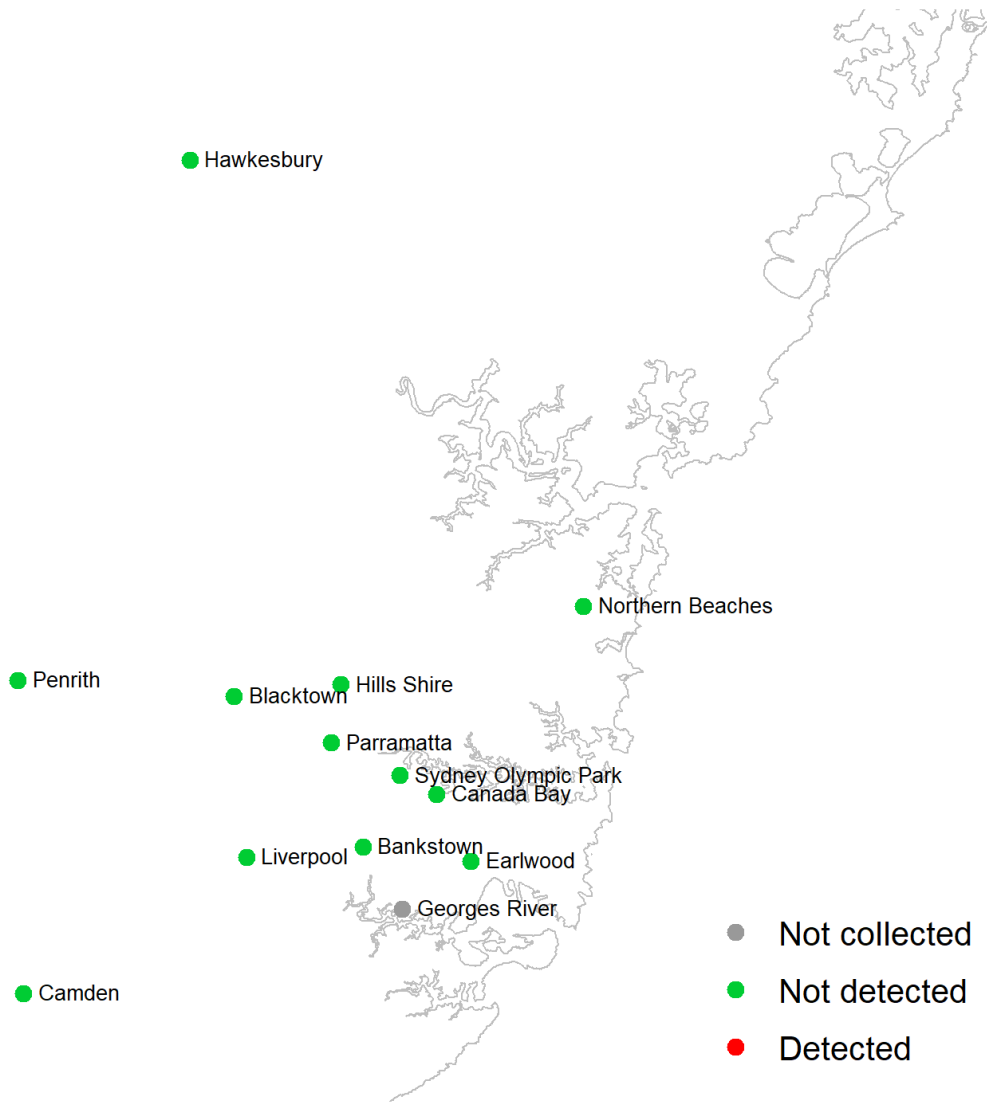 Hawkesbury
Northern Beaches
Penrith
Hills Shire
Blacktown
Parramatta
Sydney Olympic Park
Canada Bay
Bankstown
Liverpool
Earlwood
Georges River
Camden
Not collected
Not detected
Detected